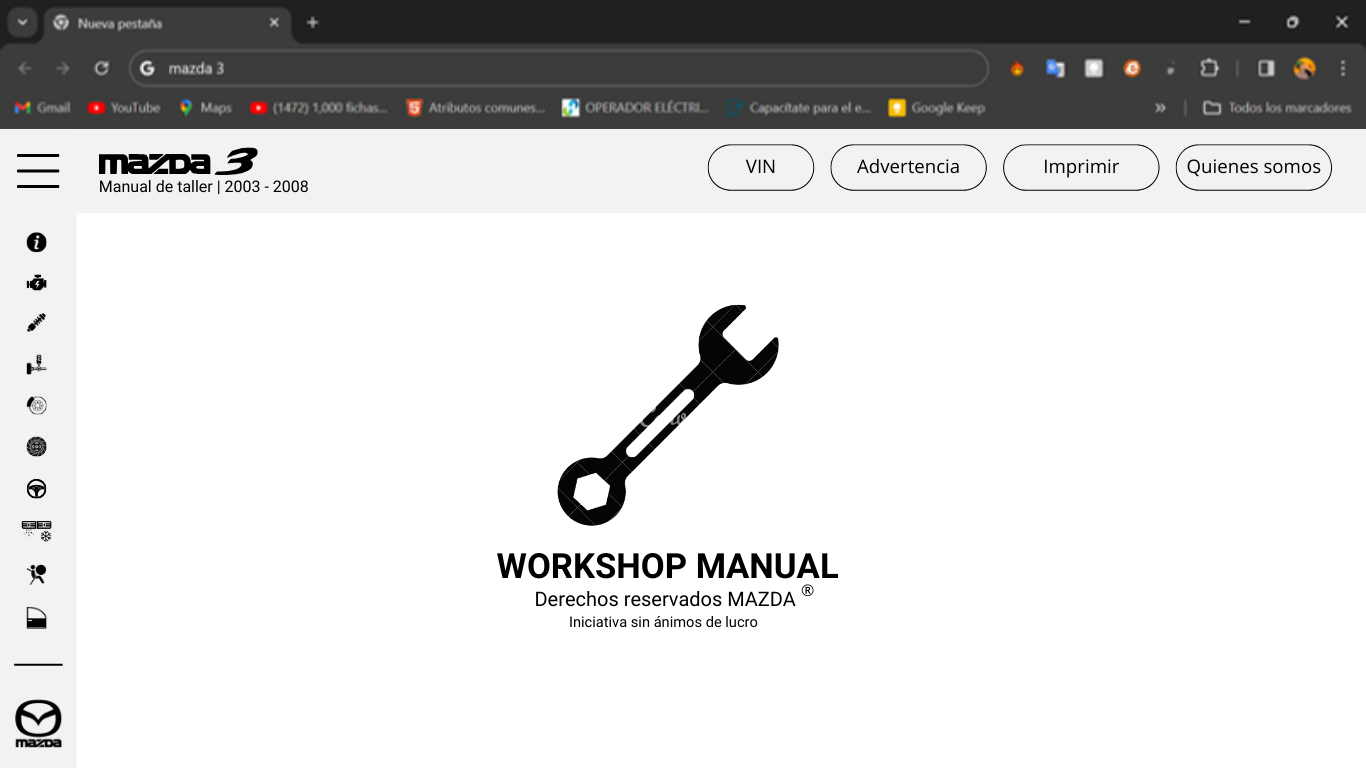 Nueva pestaña
mazda 3
Gmail
YouTube
Maps
(1472) 1,000 fichas...
Atributos comunes...
OPERADOR ELÉCTRI...
Capacítate para el e...
Google Keep
»
Todos los marcadores
mazda 3
Manual de taller | 2003 - 2008
VIN
Advertencia
Imprimir
Quienes somos
WORKSHOP MANUAL
Derechos reservados MAZDA ®
Iniciativa sin ánimos de lucro
mazda